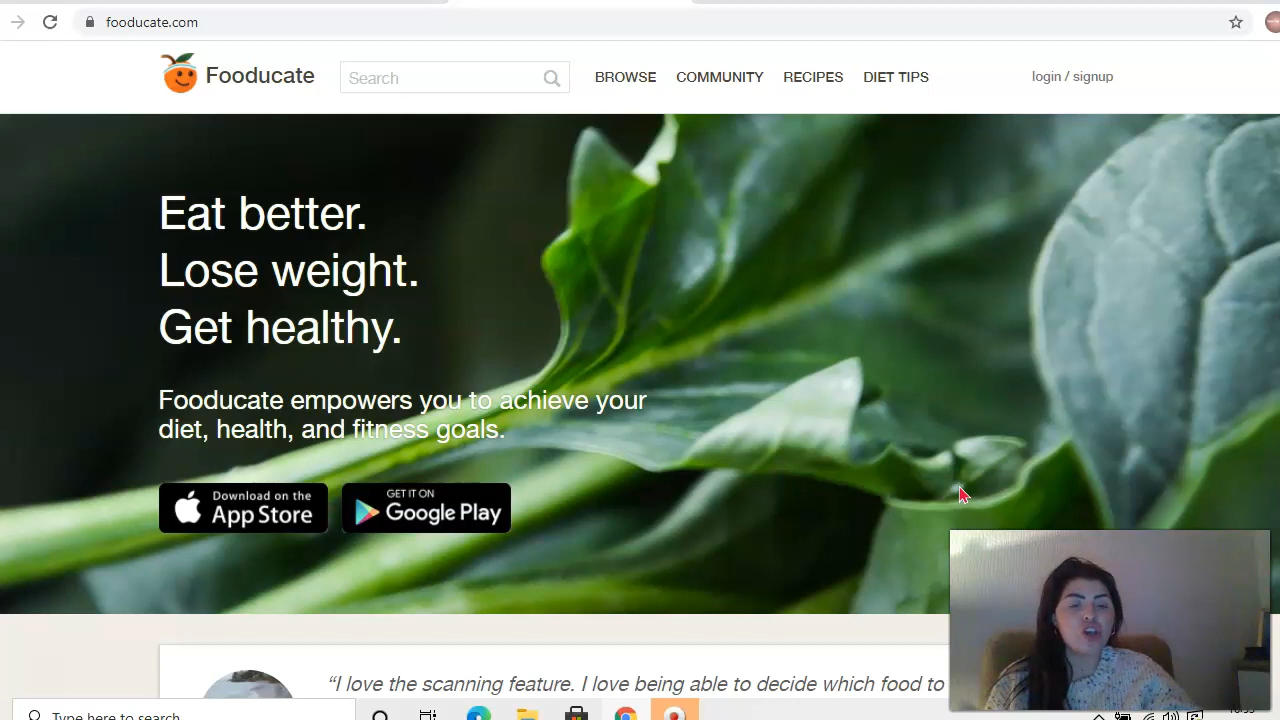 fooducate.com
Fooducate
Search
BROWSE COMMUNITY RECIPES DIET TIPS
login / signup
Eat better.
Lose weight.
Get healthy.
Fooducate empowers you to achieve your
diet, health, and fitness goals.
Download on the
App Store
GET IT ON
Google Play
“I love the scanning feature. I love being able to decide which food to
Type here to search